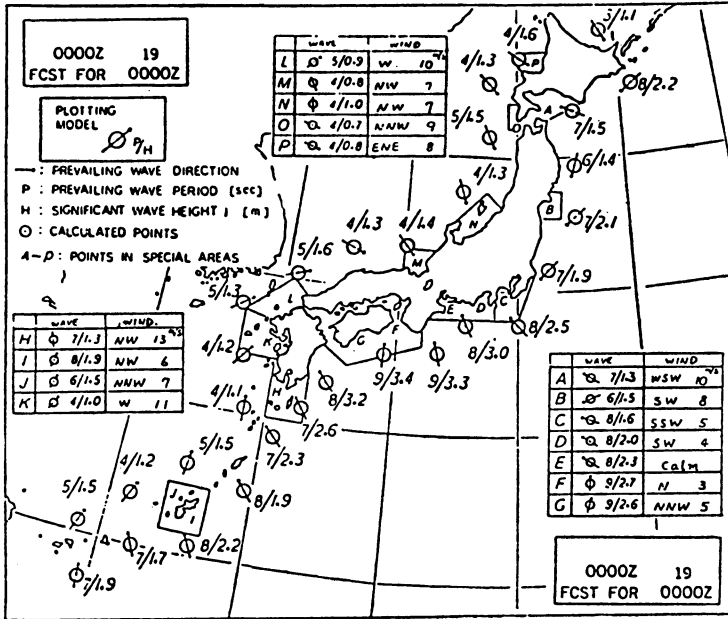 0000Z 19
FCST FOR 0000Z
PLOTTING
MODEL
P/H
— : PREVAILING WAVE DIRECTION
P : PREVAILING WAVE PERIOD [sec]
H : SIGNIFICANT WAVE HEIGHT [m]
: CALCULATED POINTS
A-P : POINTS IN SPECIAL AREAS
WAVE WIND
L 5/0.9 W 10 m/s
M 4/0.8 NW 7
N 4/1.0 NW 7
O 4/0.7 NNW 9
P 4/0.8 ENE 8
WAVE WIND.
H 7/1.3 NW 13 m/s
I 8/1.9 NW 6
J 6/1.5 NNW 7
K 4/1.0 W 11
WAVE WIND
A 7/1.3 WSW 10 m/s
B 6/1.5 SW 8
C 8/1.6 SSW 5
D 8/2.0 SW 4
E 8/2.3 Calm
F 9/2.7 N 3
G 9/2.6 NNW 5
4/1.6
P
4/1.3
8/2.2
A
7/1.5
O
5/1.5
6/1.4
4/1.3
B
7/2.1
N
4/1.3
4/1.4
M
5/1.6
7/1.9
5/1.3
L
E
D
C
8/2.5
F
G
8/3.0
K
4/1.2
9/3.4
9/3.3
8/3.2
H
4/1.1
7/2.6
7/2.3
5/1.5
4/1.2
J
I
8/1.9
5/1.5
7/1.7
8/2.2
7/1.9
0000Z 19
FCST FOR 0000Z